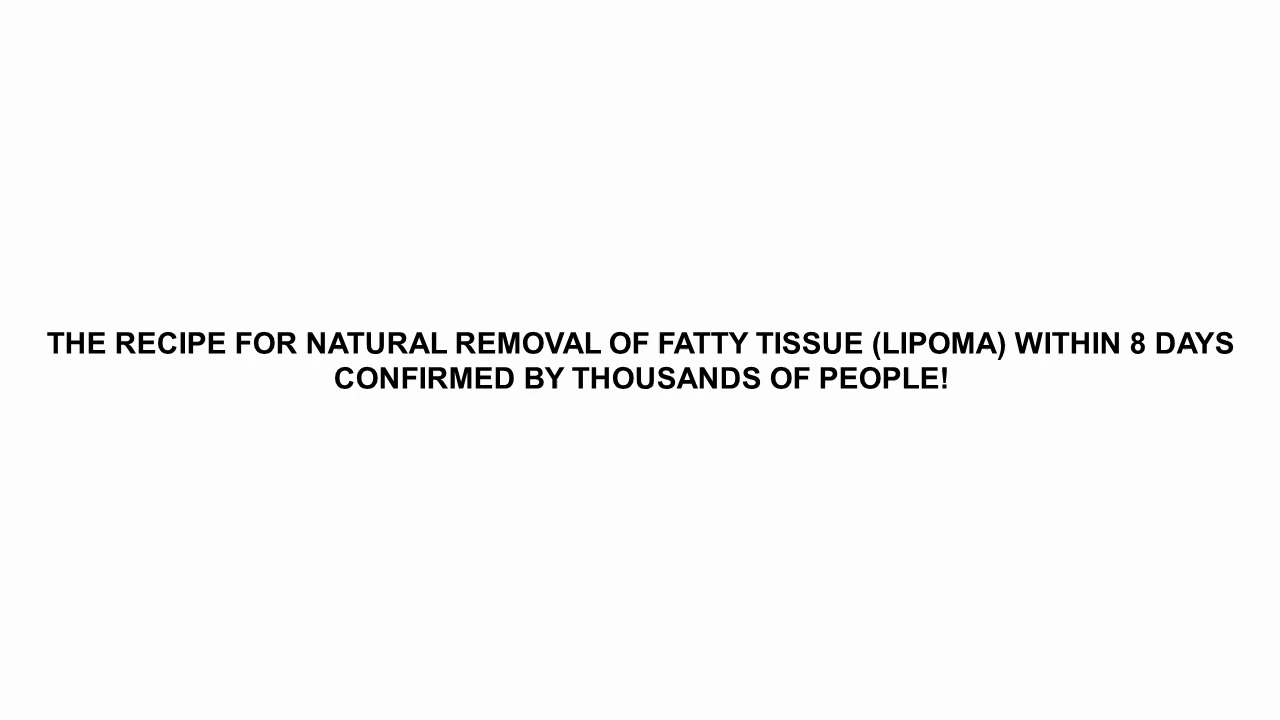 THE RECIPE FOR NATURAL REMOVAL OF FATTY TISSUE (LIPOMA) WITHIN 8 DAYS
CONFIRMED BY THOUSANDS OF PEOPLE!